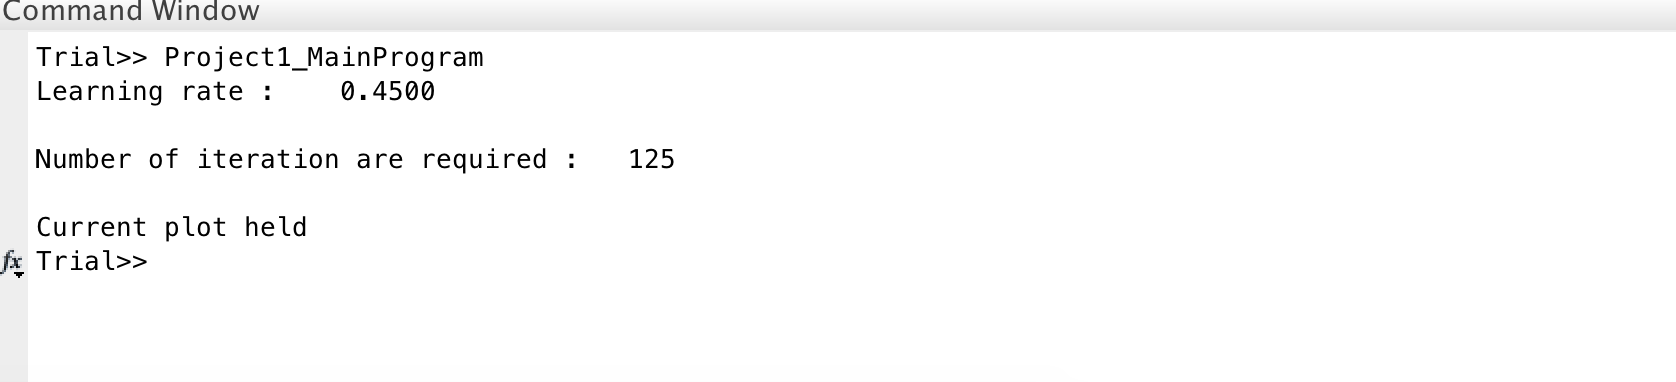 Command Window
Trial>> Project1_MainProgram
Learning rate :    0.4500
Number of iteration are required :   125
Current plot held
fx Trial>>